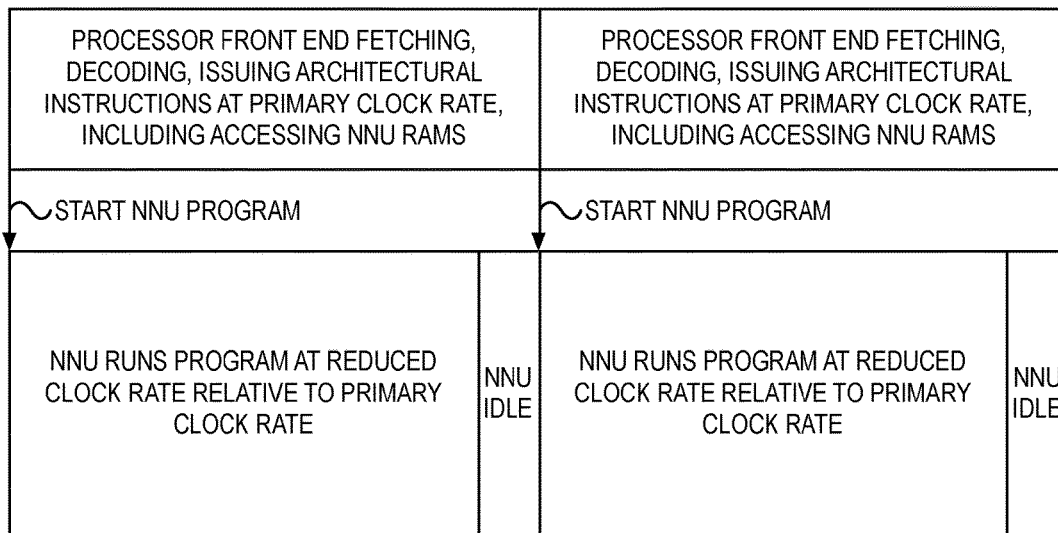 PROCESSOR FRONT END FETCHING,
DECODING, ISSUING ARCHITECTURAL
INSTRUCTIONS AT PRIMARY CLOCK RATE,
INCLUDING ACCESSING NNU RAMS
PROCESSOR FRONT END FETCHING,
DECODING, ISSUING ARCHITECTURAL
INSTRUCTIONS AT PRIMARY CLOCK RATE,
INCLUDING ACCESSING NNU RAMS
START NNU PROGRAM
START NNU PROGRAM
NNU RUNS PROGRAM AT REDUCED
CLOCK RATE RELATIVE TO PRIMARY
CLOCK RATE
NNU
IDLE
NNU RUNS PROGRAM AT REDUCED
CLOCK RATE RELATIVE TO PRIMARY
CLOCK RATE
NNU
IDLE